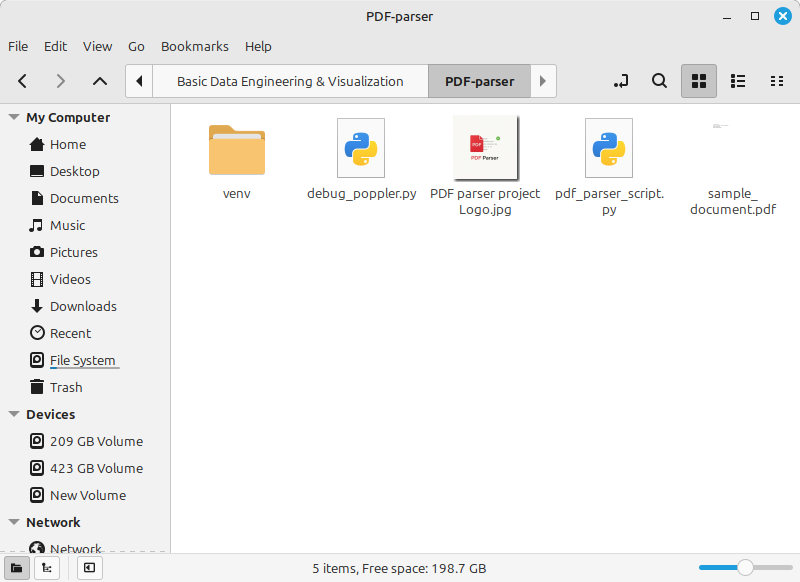 PDF-parser
File Edit View Go Bookmarks Help
Basic Data Engineering & Visualization PDF-parser
My Computer
Home
Desktop
Documents
Music
Pictures
Videos
Downloads
Recent
File System
Trash
Devices
209 GB Volume
423 GB Volume
New Volume
Network
Network
venv
debug_poppler.py
PDF
PDF Parser
PDF parser project
Logo.jpg
pdf_parser_script.
py
sample_
document.pdf
5 items, Free space: 198.7 GB